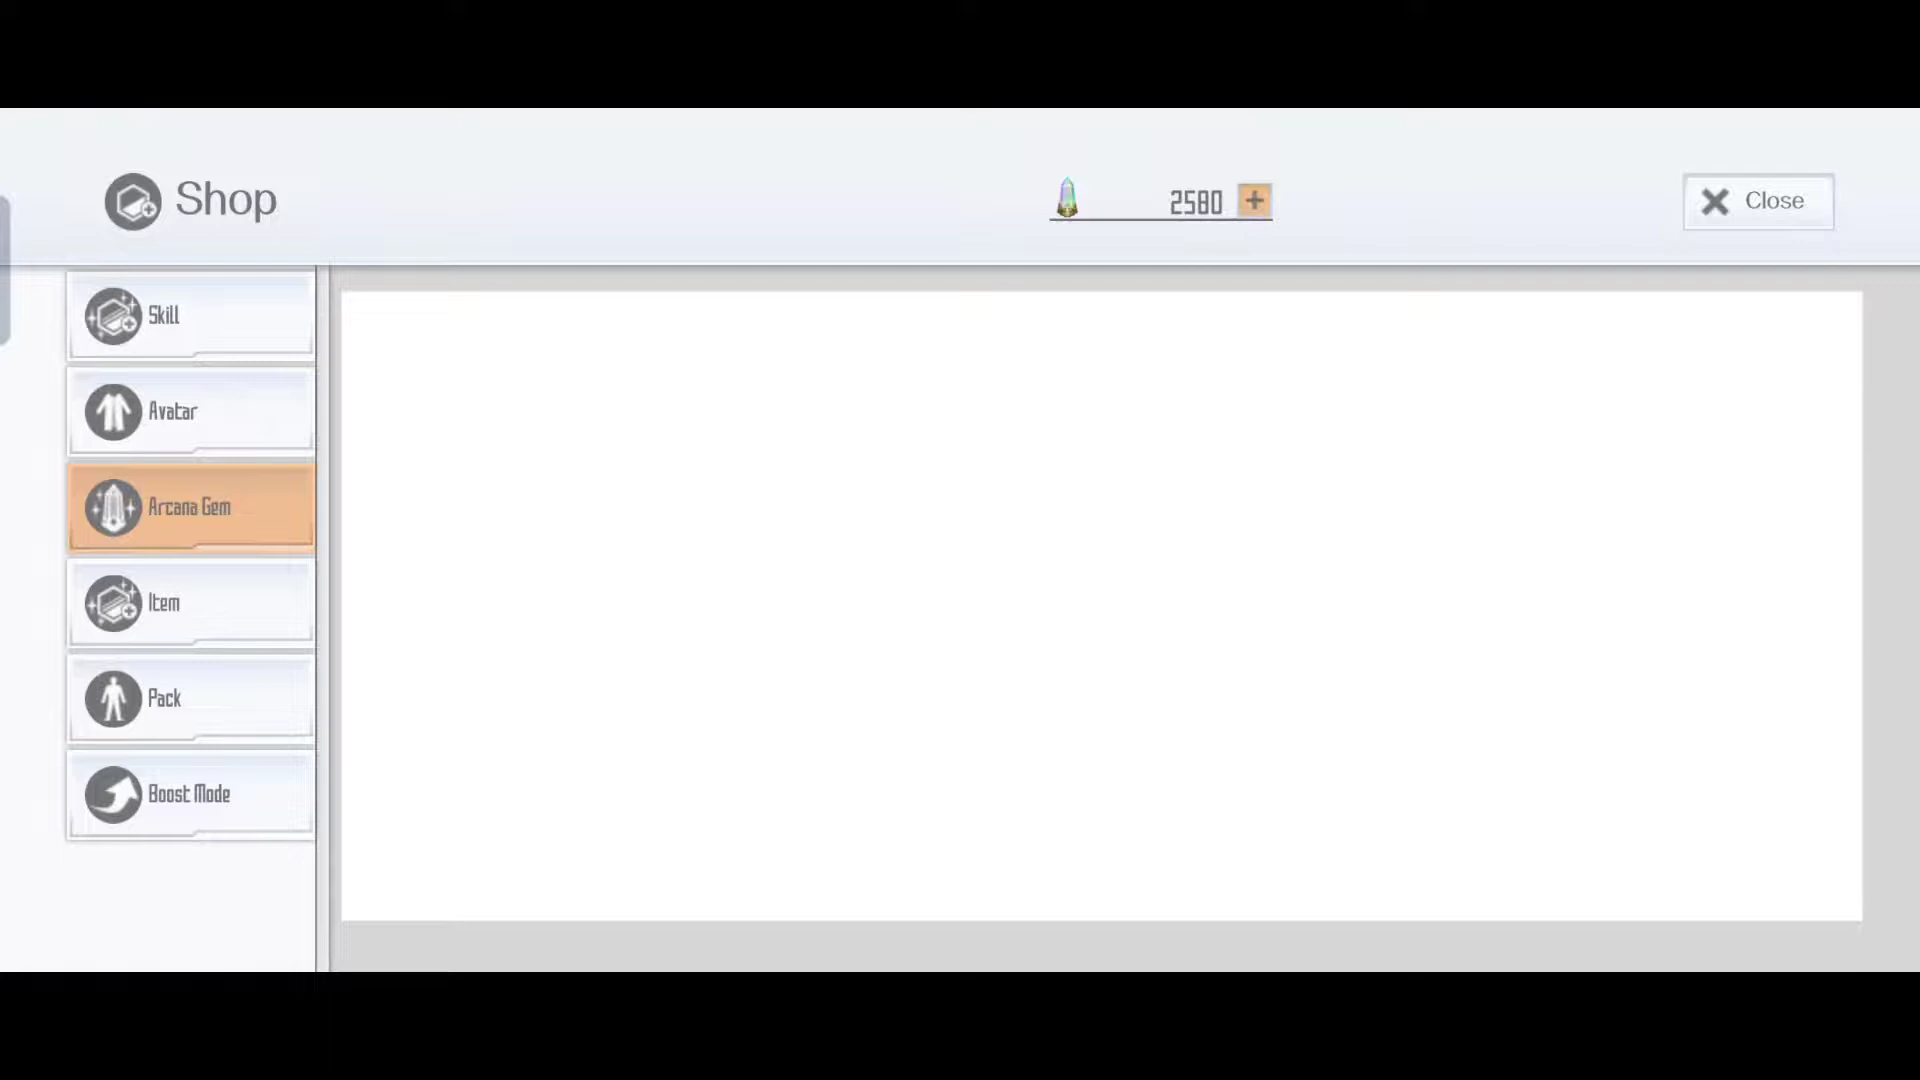 Shop
2580
Close
Skill
Avatar
Arcana Gem
Item
Pack
Boost Mode